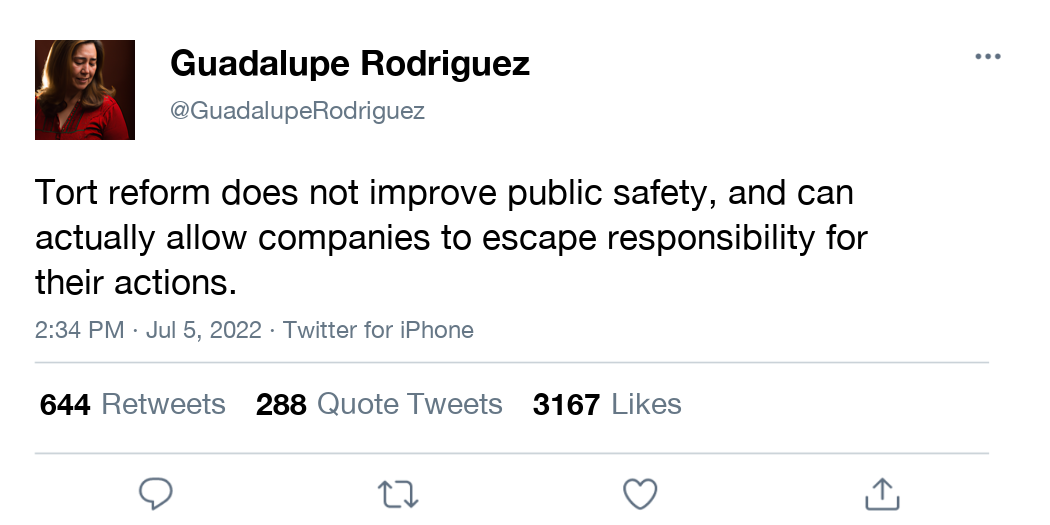 Guadalupe Rodriguez
@GuadalupeRodriguez
Tort reform does not improve public safety, and can
actually allow companies to escape responsibility for
their actions.
2:34 PM · Jul 5, 2022 · Twitter for iPhone
644 Retweets 288 Quote Tweets 3167 Likes